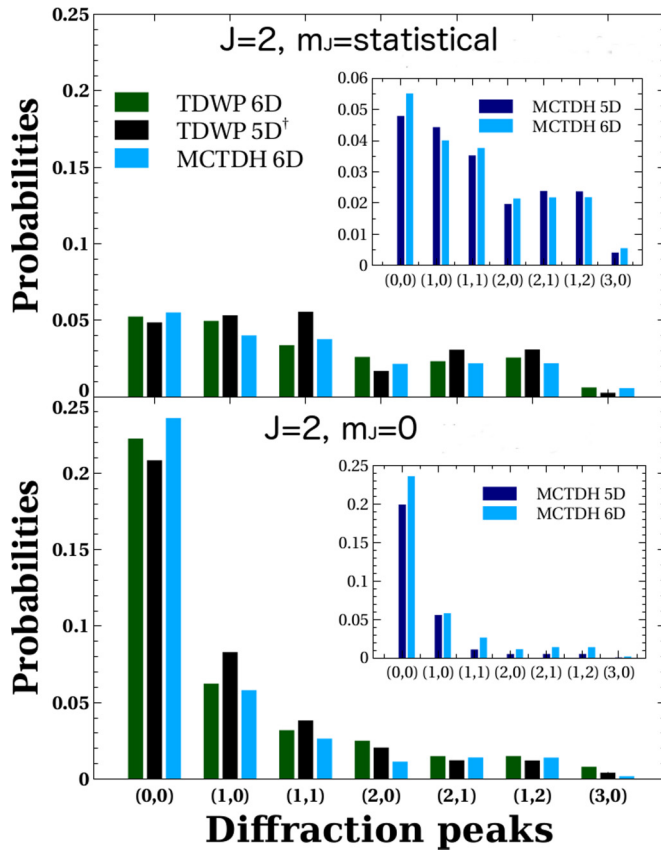 0.25
0.2
0.15
0.1
0.05
0
Probabilities
J=2, mJ=statistical
TDWP 6D
TDWP 5D†
MCTDH 6D
0.06
0.05
0.04
0.03
0.02
0.01
0
MCTDH 5D
MCTDH 6D
(0,0) (1,0) (1,1) (2,0) (2,1) (1,2) (3,0)
0.25
0.2
0.15
0.1
0.05
0
Probabilities
J=2, mJ=0
0.25
0.2
0.15
0.1
0.05
0
MCTDH 5D
MCTDH 6D
(0,0) (1,0) (1,1) (2,0) (2,1) (1,2) (3,0)
(0,0) (1,0) (1,1) (2,0) (2,1) (1,2) (3,0)
Diffraction peaks